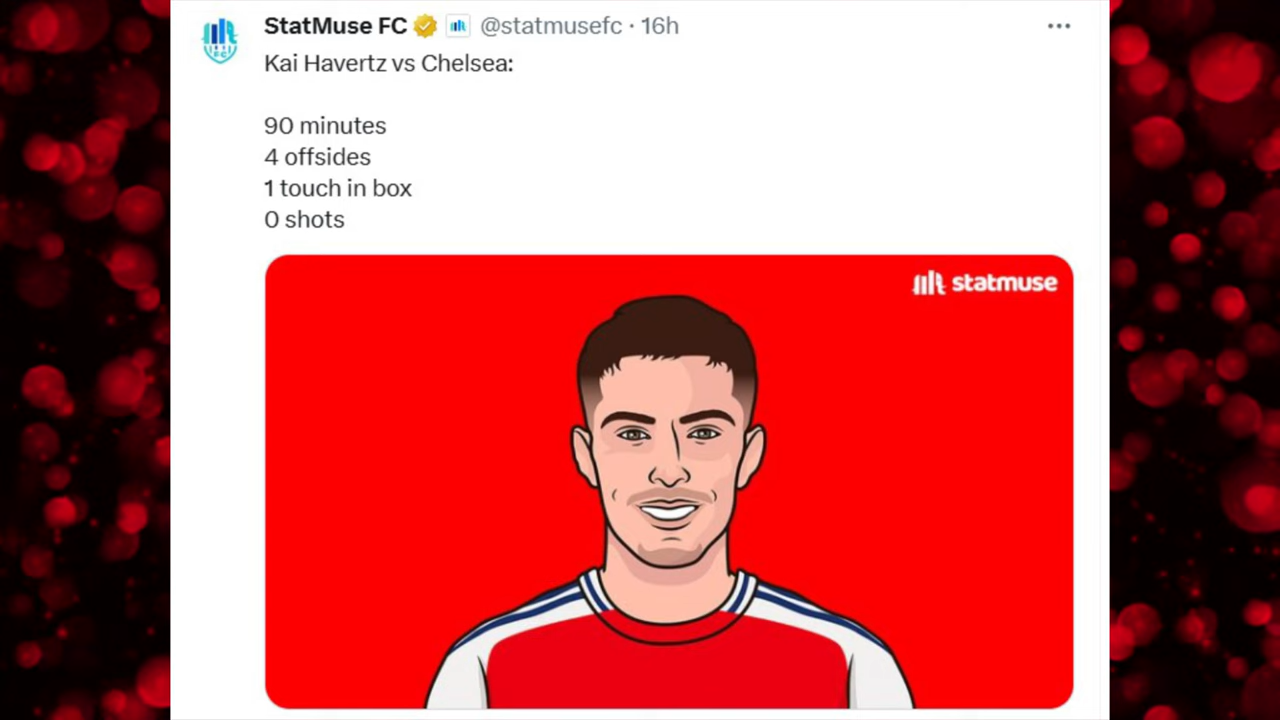 StatMuse FC @statmusefc · 16h
Kai Havertz vs Chelsea:
90 minutes
4 offsides
1 touch in box
0 shots
statmuse